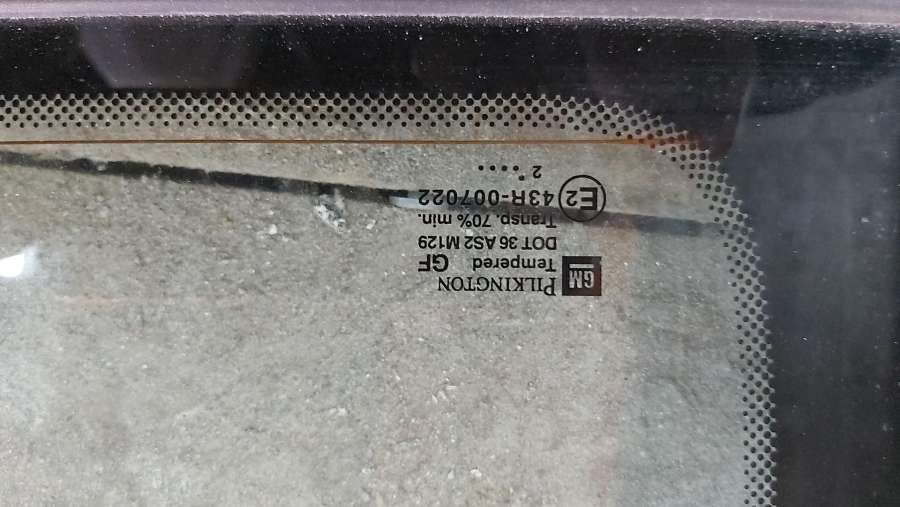 GM PILKINGTON
Tempered GF
DOT 36 AS2 M129
Transp. 70% min.
E2 43R-007022
..... 2